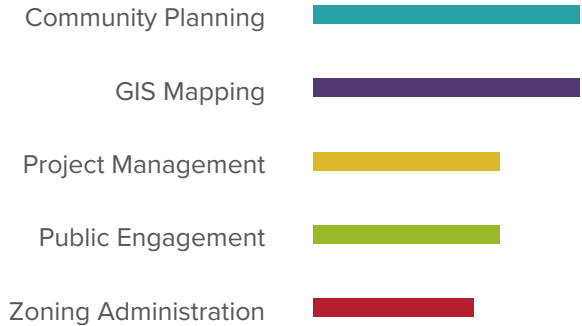 Community Planning
GIS Mapping
Project Management
Public Engagement
Zoning Administration